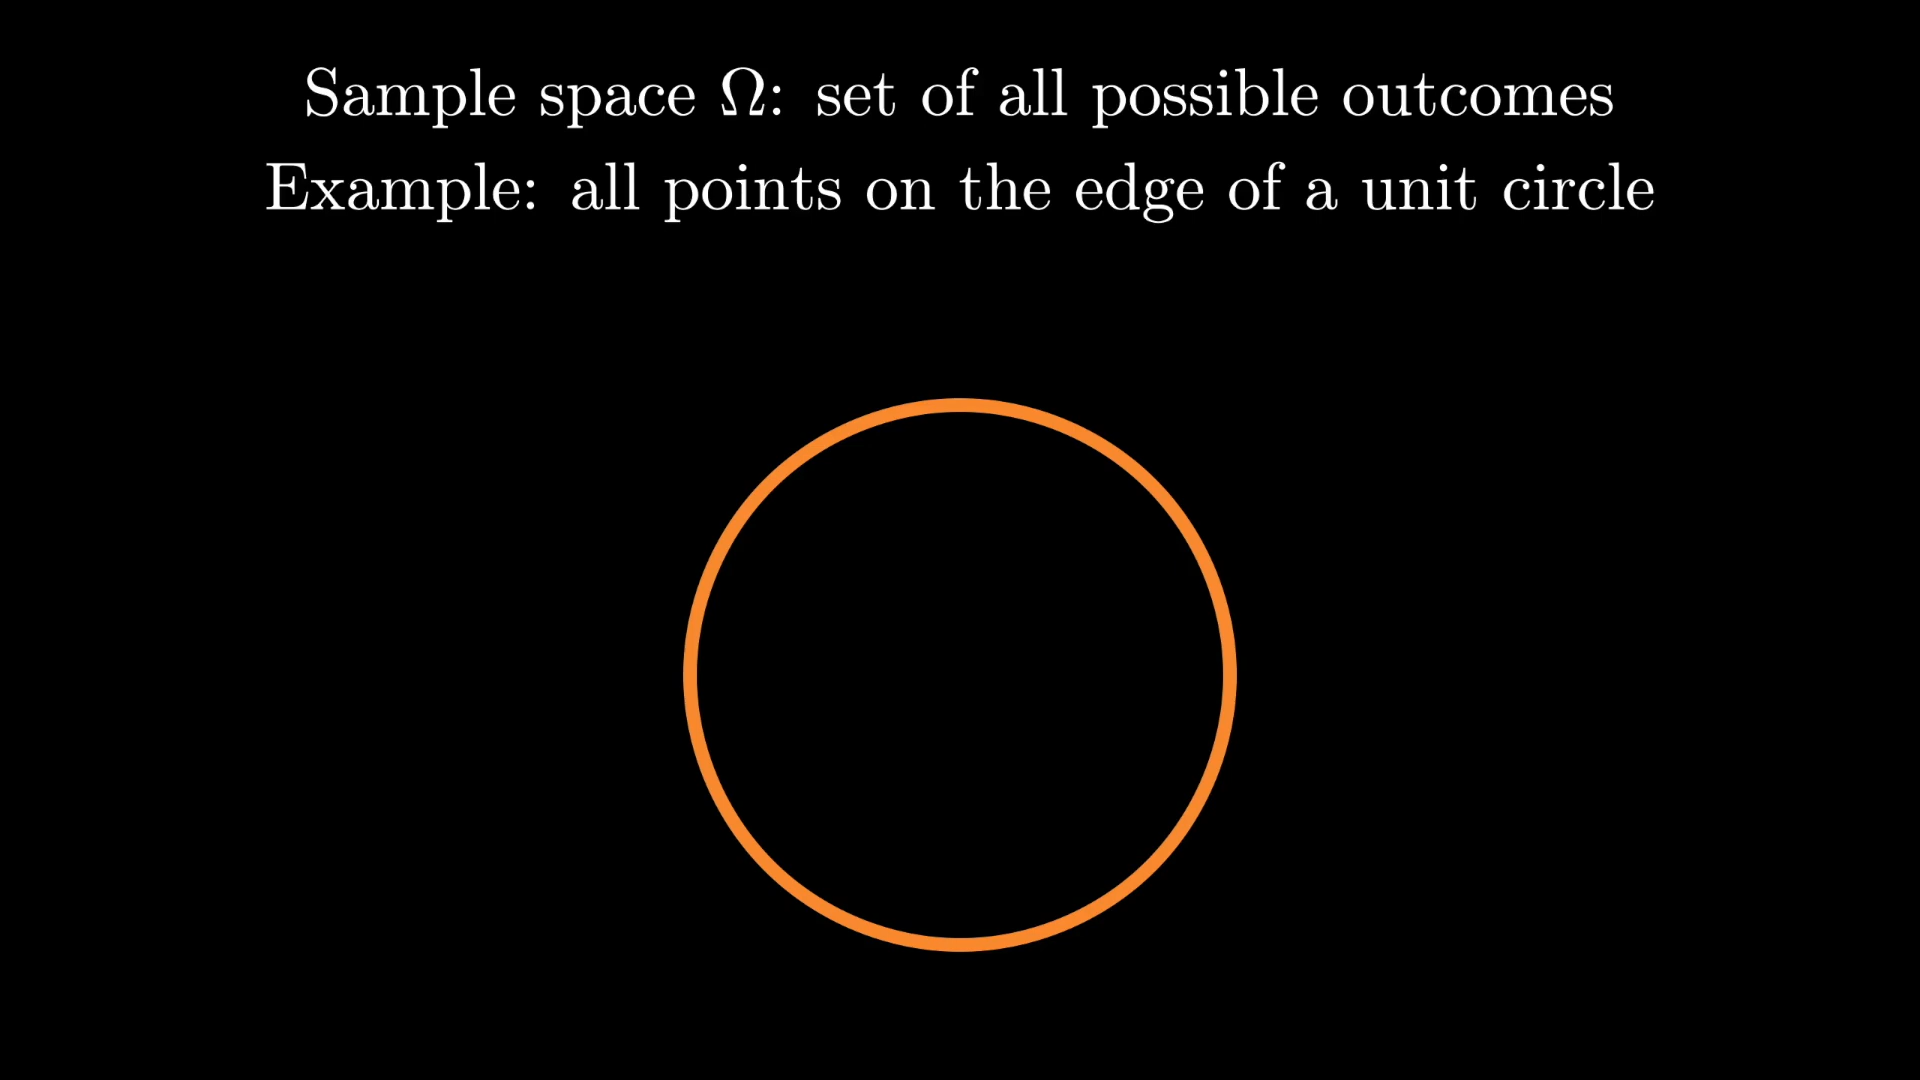 Sample space Ω: set of all possible outcomes
Example: all points on the edge of a unit circle